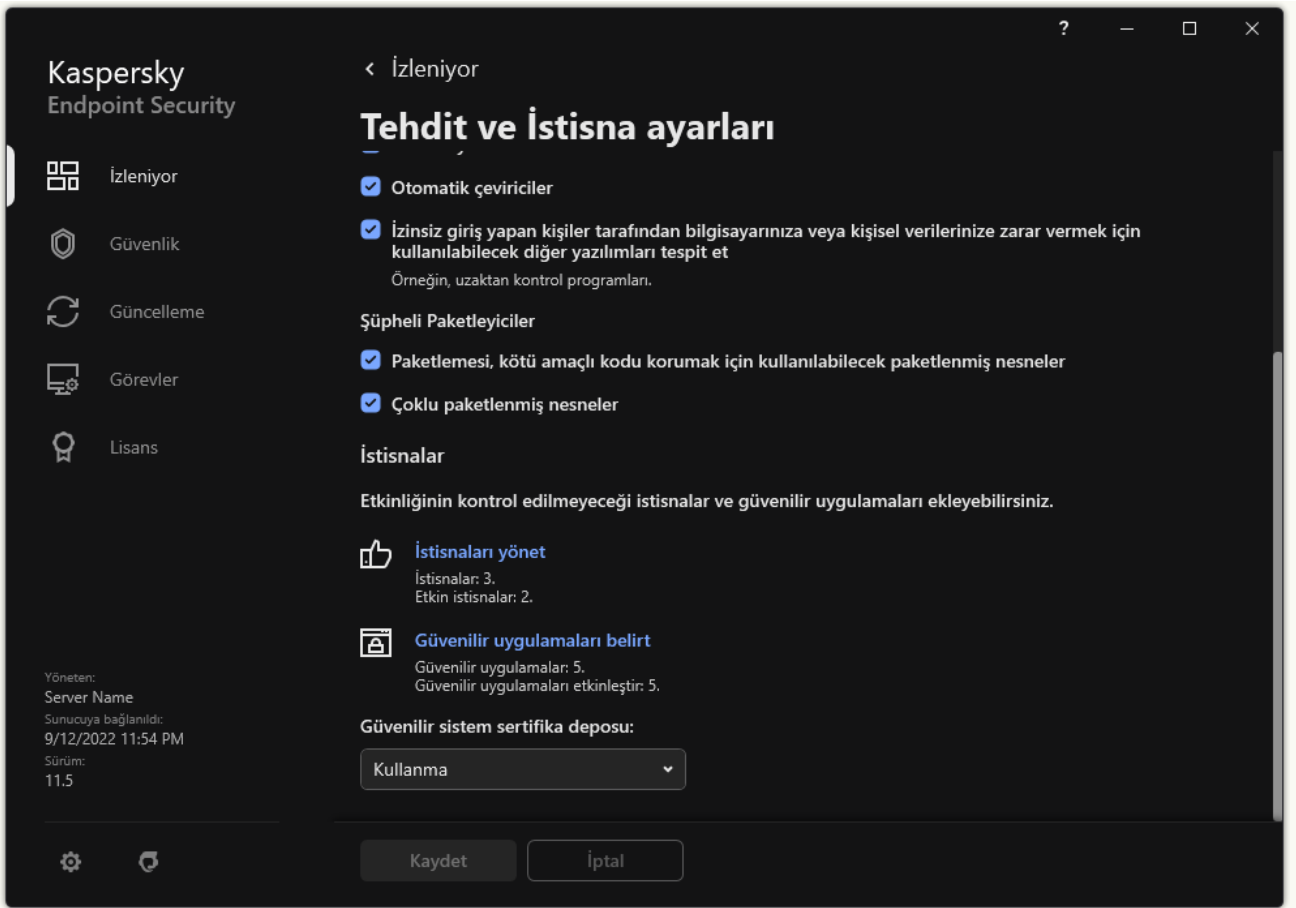 ?
Kaspersky
Endpoint Security
İzleniyor
Güvenlik
Güncelleme
Görevler
Lisans
Yöneten:
Server Name
Sunucuya bağlanıldı:
9/12/2022 11:54 PM
Sürüm:
11.5
İzleniyor
Tehdit ve İstisna ayarları
Otomatik çeviriciler
İzinsiz giriş yapan kişiler tarafından bilgisayarınıza veya kişisel verilerinize zarar vermek için
kullanılabilecek diğer yazılımları tespit et
Örneğin, uzaktan kontrol programları.
Şüpheli Paketleyiciler
Paketlemesi, kötü amaçlı kodu korumak için kullanılabilecek paketlenmiş nesneler
Çoklu paketlenmiş nesneler
İstisnalar
Etkinliğinin kontrol edilmeyeceği istisnalar ve güvenilir uygulamaları ekleyebilirsiniz.
İstisnaları yönet
İstisnalar: 3.
Etkin istisnalar: 2.
Güvenilir uygulamaları belirt
Güvenilir uygulamalar: 5.
Güvenilir uygulamaları etkinleştir: 5.
Güvenilir sistem sertifika deposu:
Kullanma
Kaydet
İptal